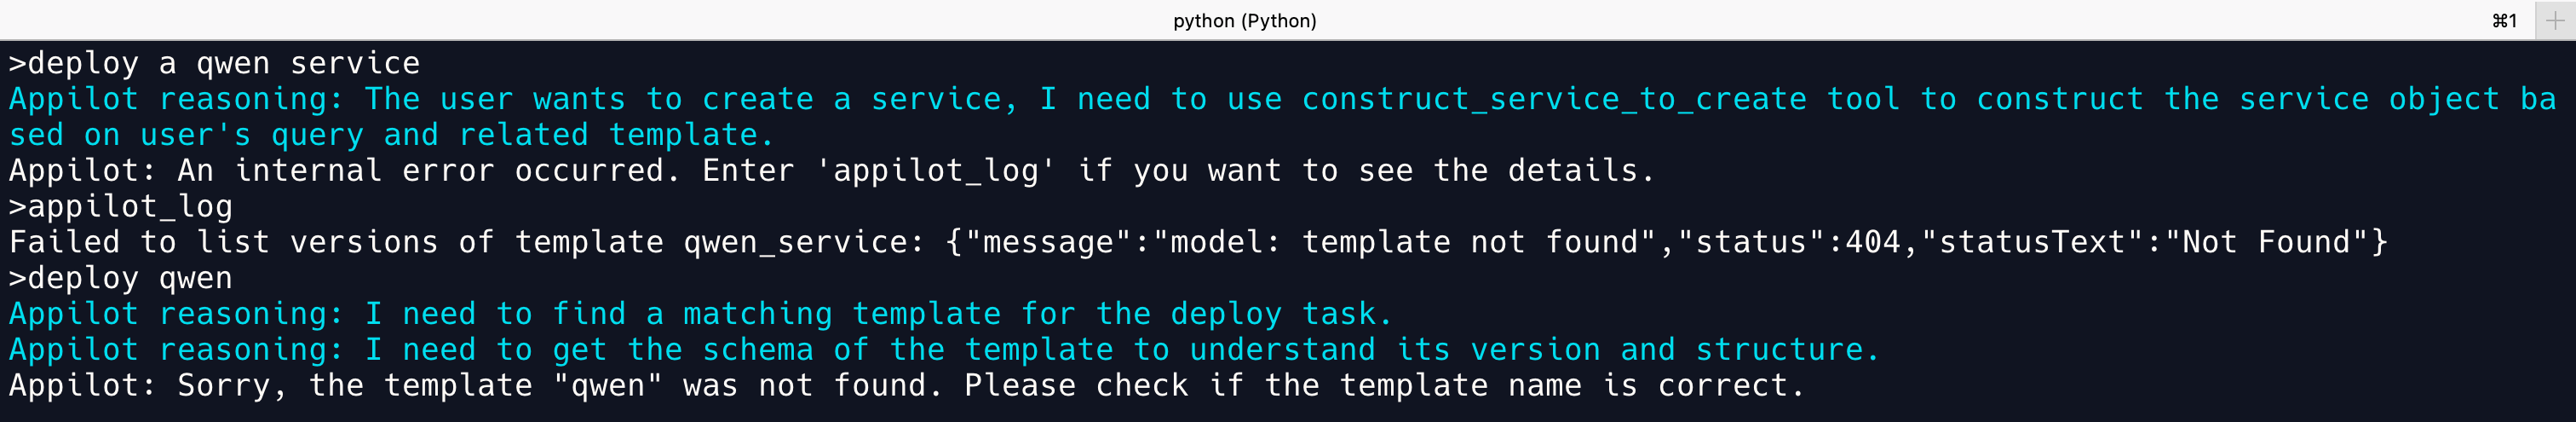 python (Python)
⌘1
>deploy a qwen service
Appilot reasoning: The user wants to create a service, I need to use construct_service_to_create tool to construct the service object ba
sed on user's query and related template.
Appilot: An internal error occurred. Enter 'appilot_log' if you want to see the details.
>appilot_log
Failed to list versions of template qwen_service: {"message":"model: template not found","status":404,"statusText":"Not Found"}
>deploy qwen
Appilot reasoning: I need to find a matching template for the deploy task.
Appilot reasoning: I need to get the schema of the template to understand its version and structure.
Appilot: Sorry, the template "qwen" was not found. Please check if the template name is correct.